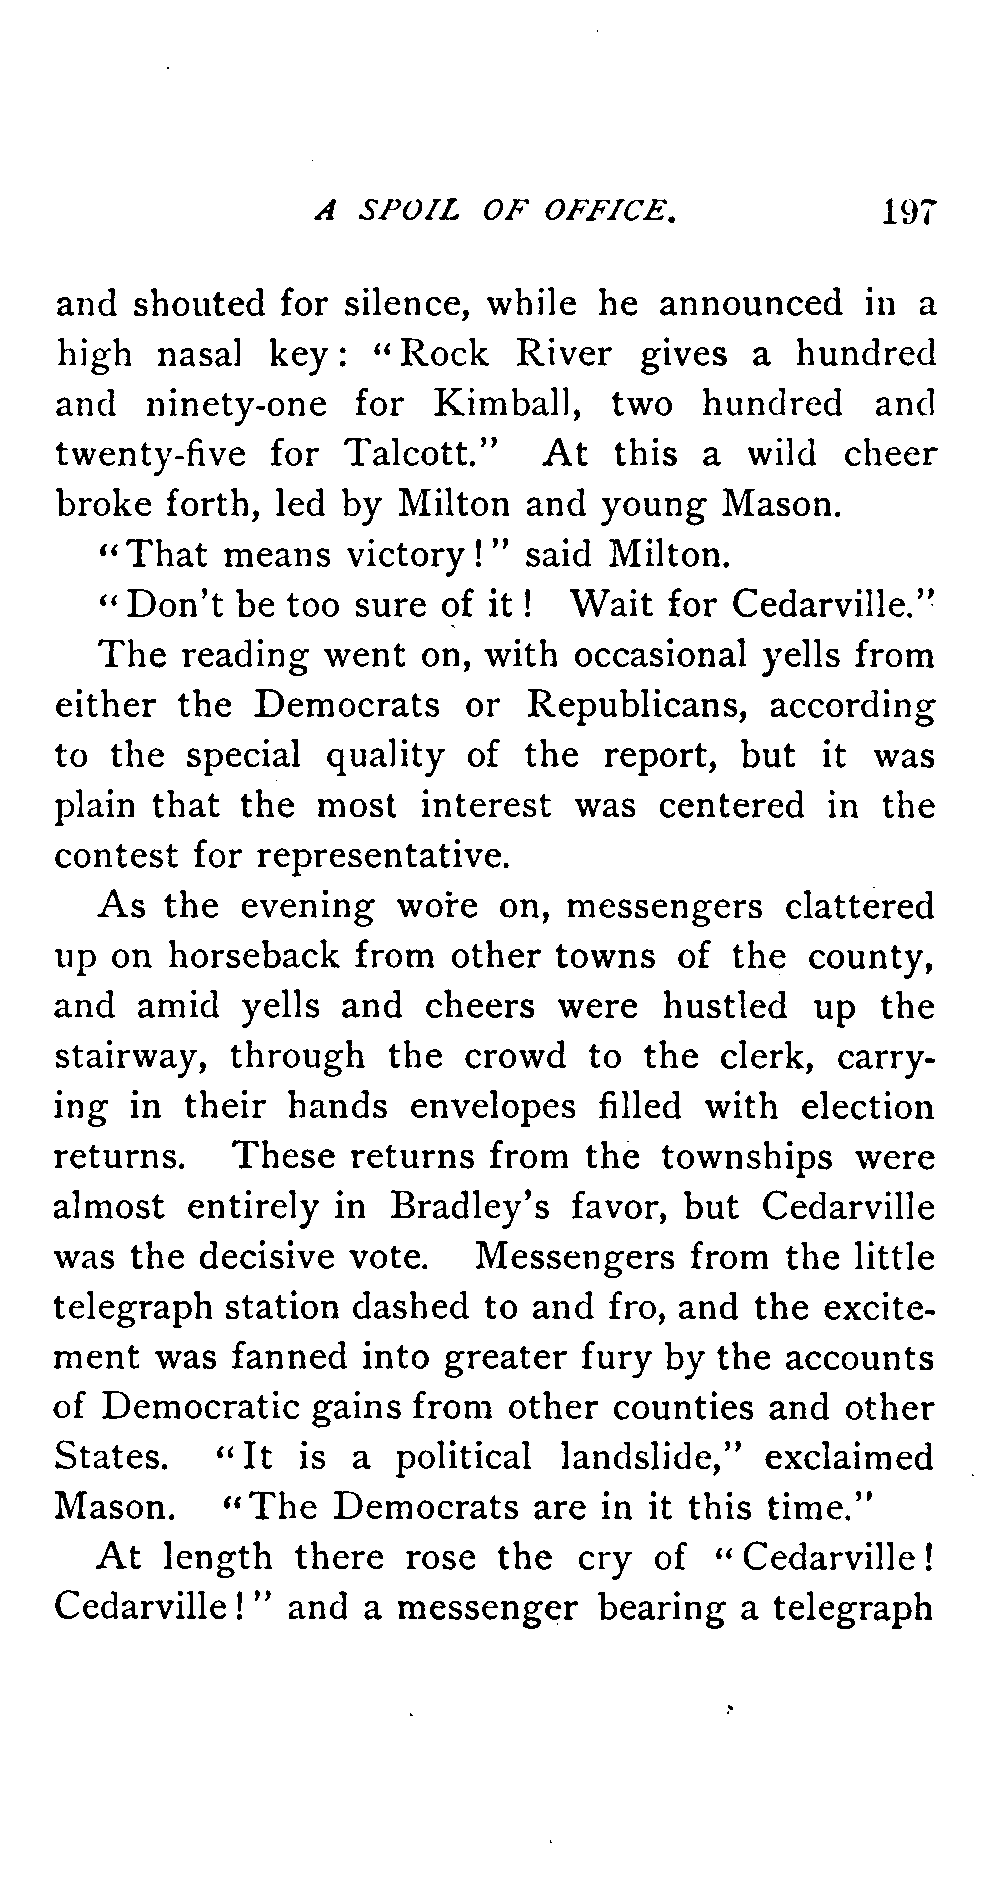 A SPOIL OF OFFICE. 197
and shouted for silence, while he announced in a
high nasal key: "Rock River gives a hundred
and ninety-one for Kimball, two hundred and
twenty-five for Talcott." At this a wild cheer
broke forth, led by Milton and young Mason.
"That means victory!" said Milton.
"Don't be too sure of it! Wait for Cedarville."
The reading went on, with occasional yells from
either the Democrats or Republicans, according
to the special quality of the report, but it was
plain that the most interest was centered in the
contest for representative.
As the evening wore on, messengers clattered
up on horseback from other towns of the county,
and amid yells and cheers were hustled up the
stairway, through the crowd to the clerk, carry-
ing in their hands envelopes filled with election
returns. These returns from the townships were
almost entirely in Bradley's favor, but Cedarville
was the decisive vote. Messengers from the little
telegraph station dashed to and fro, and the excite-
ment was fanned into greater fury by the accounts
of Democratic gains from other counties and other
States. "It is a political landslide," exclaimed
Mason. "The Democrats are in it this time."
At length there rose the cry of "Cedarville!
Cedarville!" and a messenger bearing a telegraph